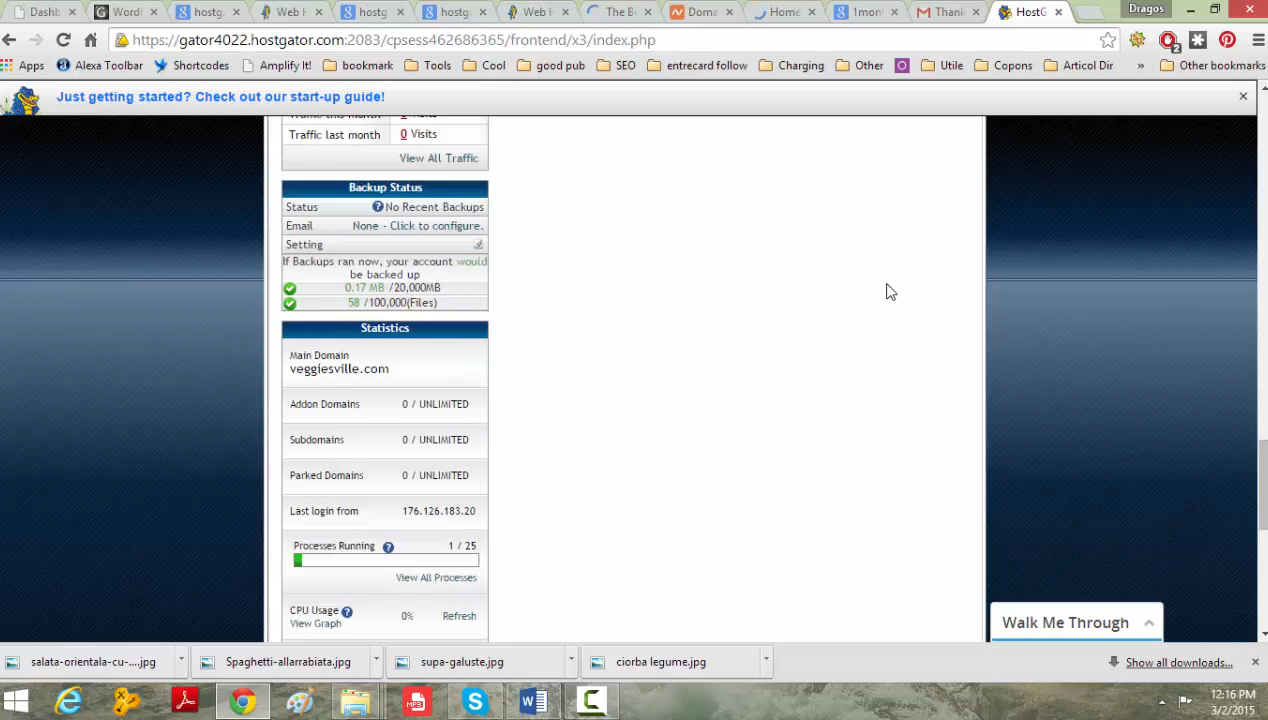 Dashb
Wordl
hostg
Web H
hostg
hostg
Web H
The B
Doma
Home
1mont
Thank
HostG
Dragos
https://gator4022.hostgator.com:2083/cpsess462686365/frontend/x3/index.php
Apps
Alexa Toolbar
Shortcodes
Amplify It!
bookmark
Tools
Cool
good pub
SEO
entrecard follow
Charging
Other
Utile
Copons
Articol Dir
»
Other bookmarks
Just getting started? Check out our start-up guide!
Traffic this month Visits
Traffic last month 0 Visits
View All Traffic
Backup Status
Status No Recent Backups
Email None - Click to configure.
Setting
If Backups ran now, your account would
be backed up
0.17 MB /20,000MB
58 /100,000(Files)
Statistics
Main Domain
veggiesville.com
Addon Domains 0 / UNLIMITED
Subdomains 0 / UNLIMITED
Parked Domains 0 / UNLIMITED
Last login from 176.126.183.20
Processes Running 1 / 25
View All Processes
CPU Usage 0% Refresh
View Graph
Walk Me Through
salata-orientala-cu-....jpg
Spaghetti-allarrabiata.jpg
supa-galuste.jpg
ciorba legume.jpg
Show all downloads...
MP3
12:16 PM
3/2/2015